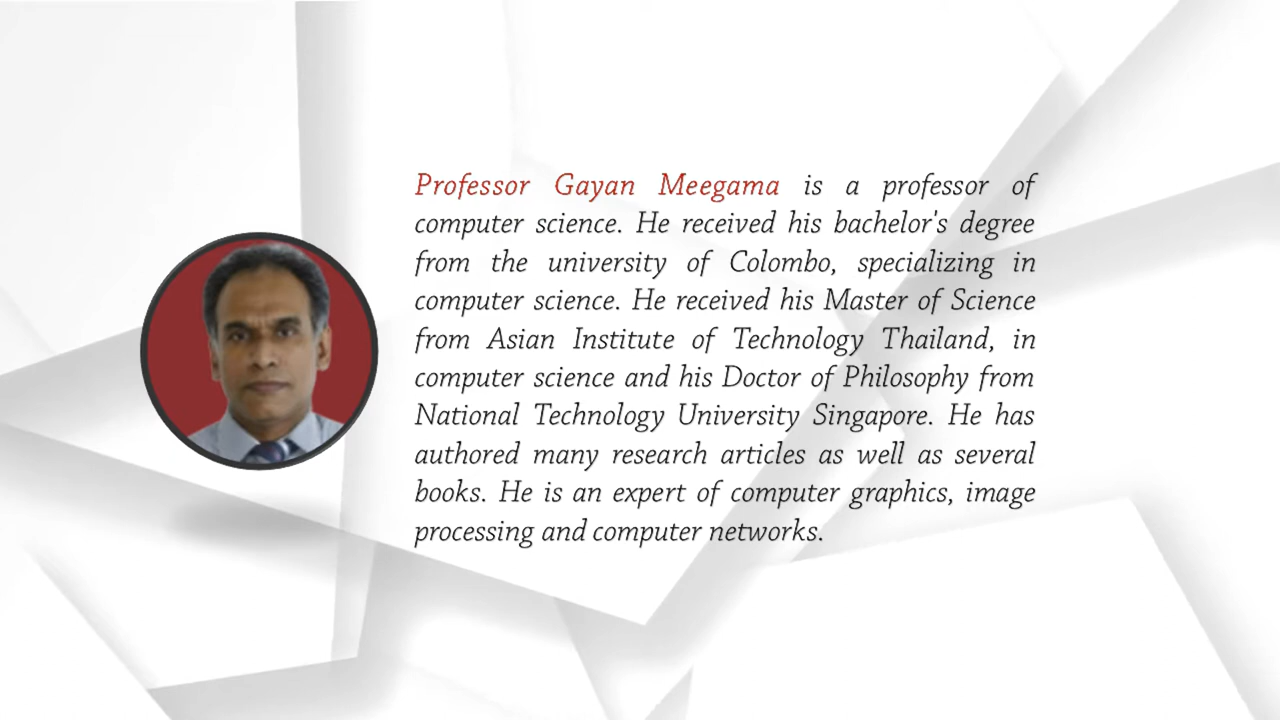 Professor Gayan Meegama is a professor of
computer science. He received his bachelor's degree
from the university of Colombo, specializing in
computer science. He received his Master of Science
from Asian Institute of Technology Thailand, in
computer science and his Doctor of Philosophy from
National Technology University Singapore. He has
authored many research articles as well as several
books. He is an expert of computer graphics, image
processing and computer networks.